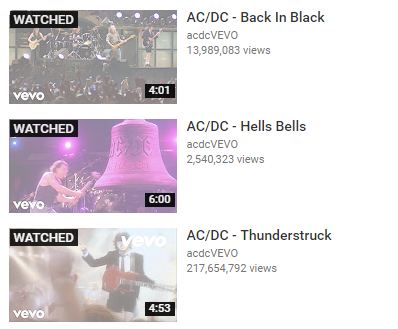 WATCHED
AC/DC - Back In Black
acdcVEVO
13,989,083 views
vevo
4:01
WATCHED
AC/DC - Hells Bells
acdcVEVO
2,540,323 views
AC/DC
vevo
6:00
WATCHED
AC/DC - Thunderstruck
vevo
acdcVEVO
217,654,792 views
vevo
4:53